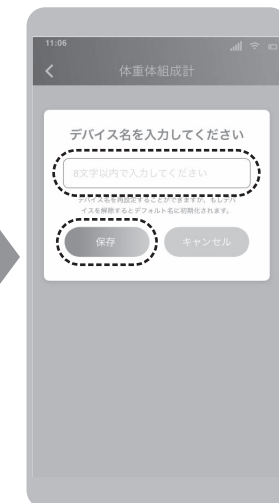 11:06
体重体組成計
デバイス名を入力してください
8文字以内で入力してください
デバイス名を再設定することができますが、もしデバ
イスを解除するとデフォルト名に初期化されます。
保存
キャンセル